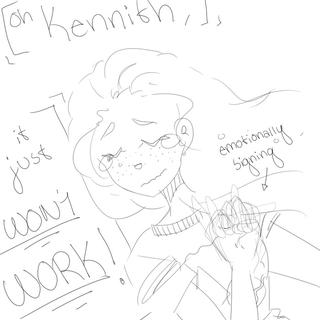 [oh Kennith, ],
it
just
WON'T
WORK!
emotionally
signing